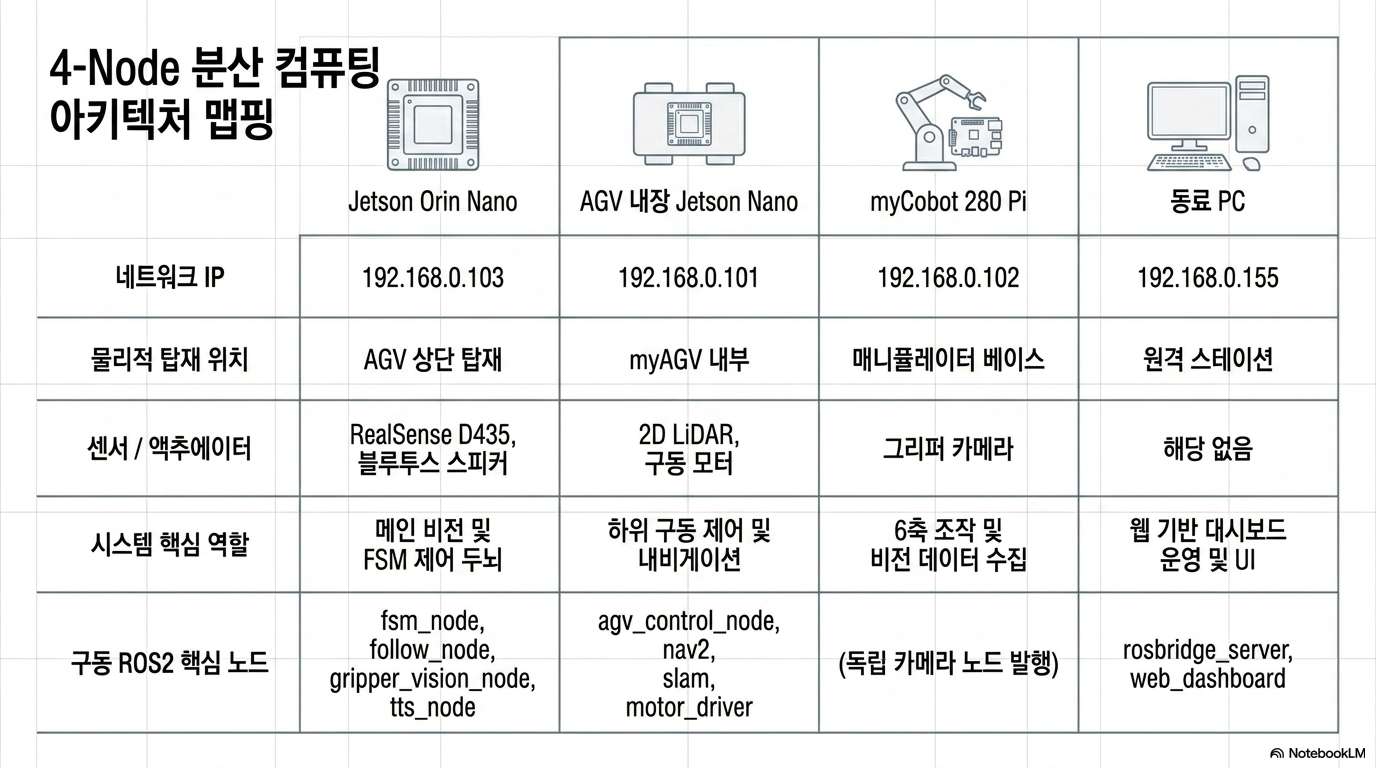 4-Node 분산 컴퓨팅
아키텍처 맵핑
Jetson Orin Nano
AGV 내장 Jetson Nano
myCobot 280 Pi
동료 PC
네트워크 IP
192.168.0.103
192.168.0.101
192.168.0.102
192.168.0.155
물리적 탑재 위치
AGV 상단 탑재
myAGV 내부
매니퓰레이터 베이스
원격 스테이션
센서 / 액추에이터
RealSense D435,
블루투스 스피커
2D LiDAR,
구동 모터
그리퍼 카메라
해당 없음
시스템 핵심 역할
메인 비전 및
FSM 제어 두뇌
하위 구동 제어 및
내비게이션
6축 조작 및
비전 데이터 수집
웹 기반 대시보드
운영 및 UI
구동 ROS2 핵심 노드
fsm_node,
follow_node,
gripper_vision_node,
tts_node
agv_control_node,
nav2,
slam,
motor_driver
(독립 카메라 노드 발행)
rosbridge_server,
web_dashboard
NotebookLM